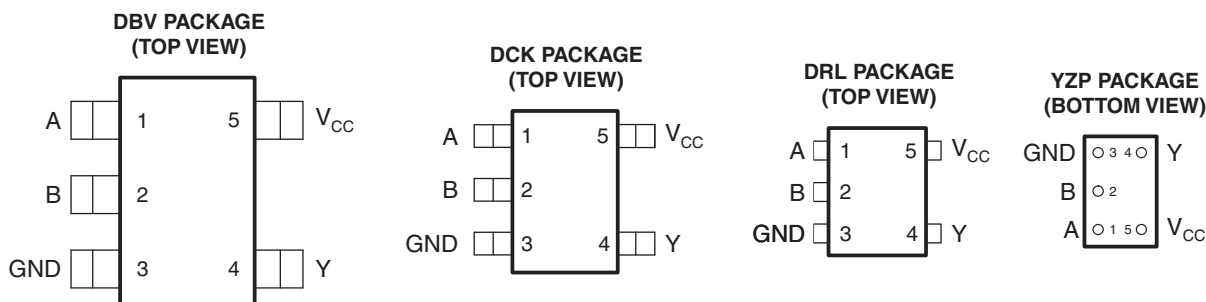 DBV PACKAGE
(TOP VIEW)
A 1 5 VCC
B 2
GND 3 4 Y
DCK PACKAGE
(TOP VIEW)
A 1 5 VCC
B 2
GND 3 4 Y
DRL PACKAGE
(TOP VIEW)
A 1 5 VCC
B 2
GND 3 4 Y
YZP PACKAGE
(BOTTOM VIEW)
GND 3 4 Y
B 2
A 1 5 VCC